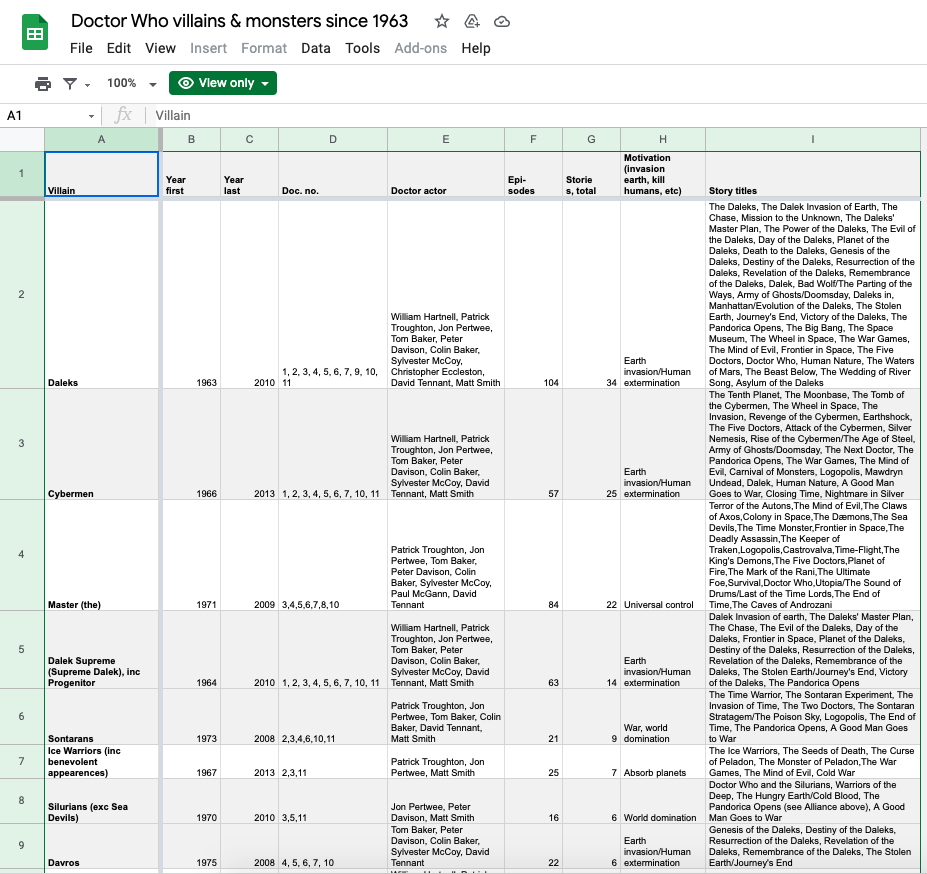 Doctor Who villains & monsters since 1963
File Edit View Insert Format Data Tools Add-ons Help
100% View only
A1 fx Villain
A B C D E F G H I
1
Villain
Year
first
Year
last
Doc. no.
Doctor actor
Epi-
sodes
Storie
s, total
Motivation
(invasion
earth, kill
humans, etc)
Story titles
2
Daleks
1963
2010
1, 2, 3, 4, 5, 6, 7, 9, 10,
11
William Hartnell, Patrick
Troughton, Jon Pertwee,
Tom Baker, Peter
Davison, Colin Baker,
Sylvester McCoy,
Christopher Eccleston,
David Tennant, Matt Smith
104
34
Earth
invasion/Human
extermination
The Daleks, The Dalek Invasion of Earth, The
Chase, Mission to the Unknown, The Daleks'
Master Plan, The Power of the Daleks, The Evil of
the Daleks, Day of the Daleks, Planet of the
Daleks, Death to the Daleks, Genesis of the
Daleks, Destiny of the Daleks, Resurrection of the
Daleks, Revelation of the Daleks, Remembrance
of the Daleks, Dalek, Bad Wolf/The Parting of the
Ways, Army of Ghosts/Doomsday, Daleks in,
Manhattan/Evolution of the Daleks, The Stolen
Earth, Journey's End, Victory of the Daleks, The
Pandorica Opens, The Big Bang, The Space
Museum, The Wheel in Space, The War Games,
The Mind of Evil, Frontier in Space, The Five
Doctors, Doctor Who, Human Nature, The Waters
of Mars, The Beast Below, The Wedding of River
Song, Asylum of the Daleks
3
Cybermen
1966
2013
1, 2, 3, 4, 5, 6, 7, 10, 11
William Hartnell, Patrick
Troughton, Jon Pertwee,
Tom Baker, Peter
Davison, Colin Baker,
Sylvester McCoy, David
Tennant, Matt Smith
57
25
Earth
invasion/Human
extermination
The Tenth Planet, The Moonbase, The Tomb of
the Cybermen, The Wheel in Space, The
Invasion, Revenge of the Cybermen, Earthshock,
The Five Doctors, Attack of the Cybermen, Silver
Nemesis, Rise of the Cybermen/The Age of Steel,
Army of Ghosts/Doomsday, The Next Doctor, The
Pandorica Opens, The War Games, The Mind of
Evil, Carnival of Monsters, Logopolis, Mawdryn
Undead, Dalek, Human Nature, A Good Man
Goes to War, Closing Time, Nightmare in Silver
4
Master (the)
1971
2009
3,4,5,6,7,8,10
Patrick Troughton, Jon
Pertwee, Tom Baker,
Peter Davison, Colin
Baker, Sylvester McCoy,
Paul McGann, David
Tennant
84
22
Universal control
Terror of the Autons,The Mind of Evil,The Claws
of Axos,Colony in Space,The Dæmons,The Sea
Devils,The Time Monster,Frontier in Space,The
Deadly Assassin,The Keeper of
Traken,Logopolis,Castrovalva,Time-Flight,The
King's Demons,The Five Doctors,Planet of
Fire,The Mark of the Rani,The Ultimate
Foe,Survival,Doctor Who,Utopia/The Sound of
Drums/Last of the Time Lords,The End of
Time,The Caves of Androzani
5
Dalek Supreme
(Supreme Dalek), inc
Progenitor
1964
2010
1, 2, 3, 4, 5, 6, 7, 10, 11
William Hartnell, Patrick
Troughton, Jon Pertwee,
Tom Baker, Peter
Davison, Colin Baker,
Sylvester McCoy, David
Tennant, Matt Smith
63
14
Earth
invasion/Human
extermination
Dalek Invasion of earth, The Daleks' Master Plan,
The Chase, The Evil of the Daleks, Day of the
Daleks, Frontier in Space, Planet of the Daleks,
Destiny of the Daleks, Resurrection of the Daleks,
Revelation of the Daleks, Remembrance of the
Daleks, The Stolen Earth/Journey's End, Victory
of the Daleks, The Pandorica Opens
6
Sontarans
1973
2008
2,3,4,6,10,11
Patrick Troughton, Jon
Pertwee, Tom Baker, Colin
Baker, David Tennant,
Matt Smith
21
9
War, world
domination
The Time Warrior, The Sontaran Experiment, The
Invasion of Time, The Two Doctors, The Sontaran
Stratagem/The Poison Sky, Logopolis, The End of
Time, The Pandorica Opens, A Good Man Goes
to War
7
Ice Warriors (inc
benevolent
appearences)
1967
2013
2,3,11
Patrick Troughton, Jon
Pertwee, Matt Smith
25
7
Absorb planets
The Ice Warriors, The Seeds of Death, The Curse
of Peladon, The Monster of Peladon,The War
Games, The Mind of Evil, Cold War
8
Silurians (exc Sea
Devils)
1970
2010
3,5,11
Jon Pertwee, Peter
Davison, Matt Smith
16
6
World domination
Doctor Who and the Silurians, Warriors of the
Deep, The Hungry Earth/Cold Blood, The
Pandorica Opens (see Alliance above), A Good
Man Goes to War
9
Davros
1975
2008
4, 5, 6, 7, 10
Tom Baker, Peter
Davison, Colin Baker,
Sylvester McCoy, David
Tennant
22
6
Earth
invasion/Human
extermination
Genesis of the Daleks, Destiny of the Daleks,
Resurrection of the Daleks, Revelation of the
Daleks, Remembrance of the Daleks, The Stolen
Earth/Journey's End